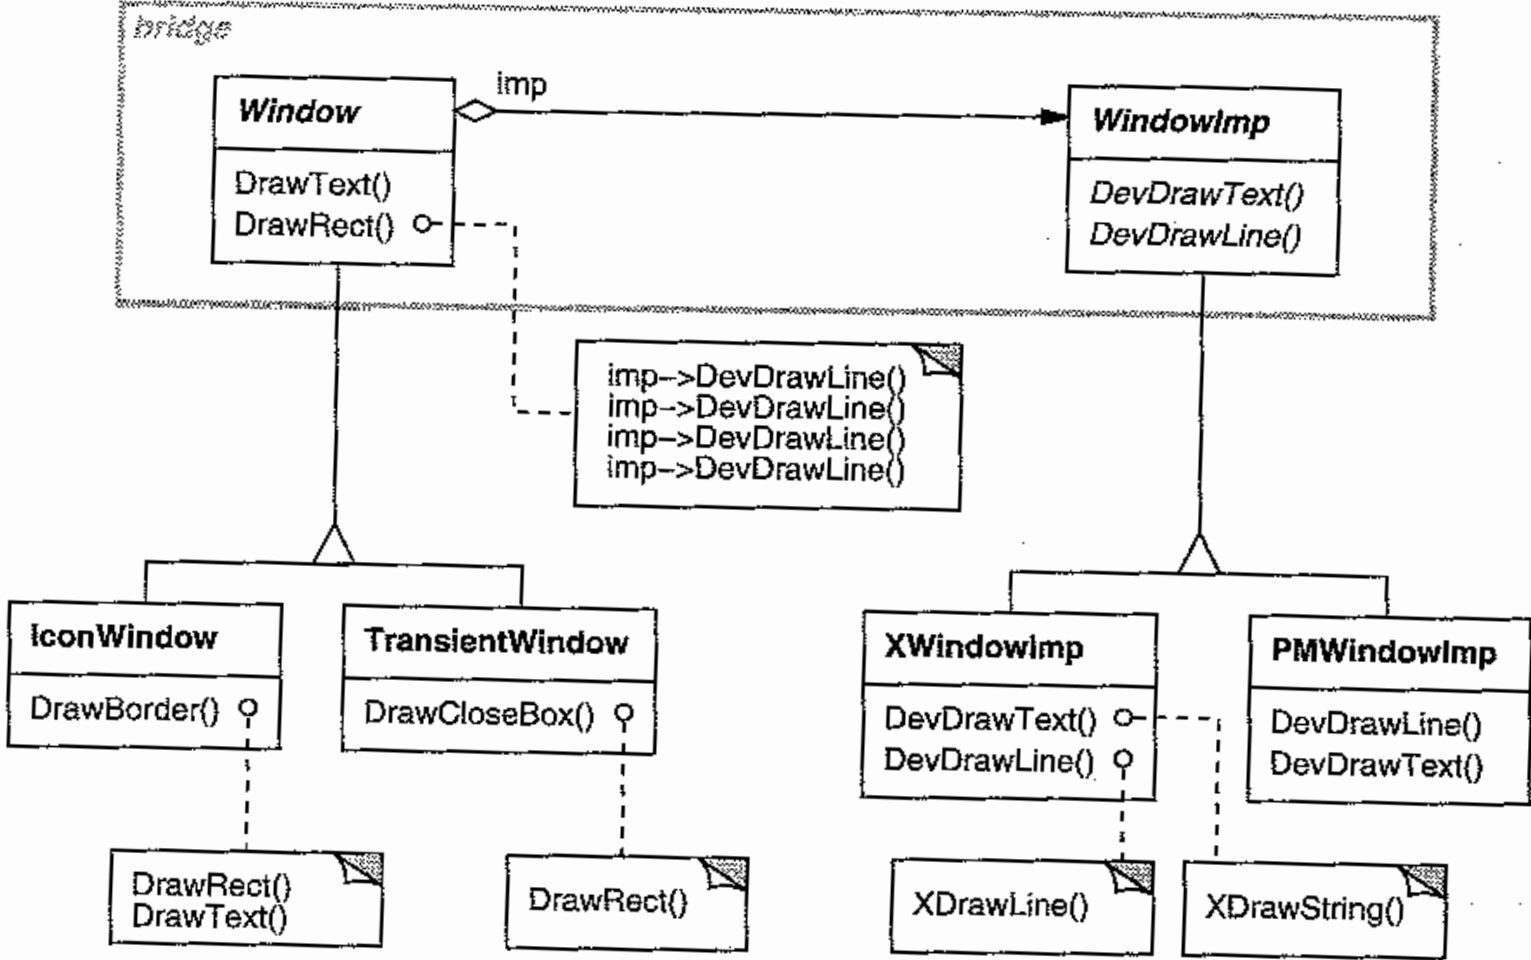 bridge
imp
Window
DrawText()
DrawRect()
WindowImp
DevDrawText()
DevDrawLine()
imp–>DevDrawLine()
imp–>DevDrawLine()
imp–>DevDrawLine()
imp–>DevDrawLine()
IconWindow
DrawBorder()
TransientWindow
DrawCloseBox()
XWindowImp
DevDrawText()
DevDrawLine()
PMWindowImp
DevDrawLine()
DevDrawText()
DrawRect()
DrawText()
DrawRect()
XDrawLine()
XDrawString()